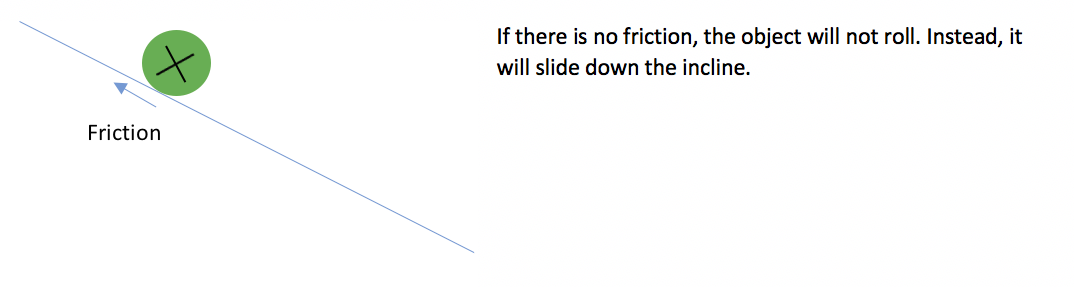 If there is no friction, the object will not roll. Instead, it
will slide down the incline.
Friction